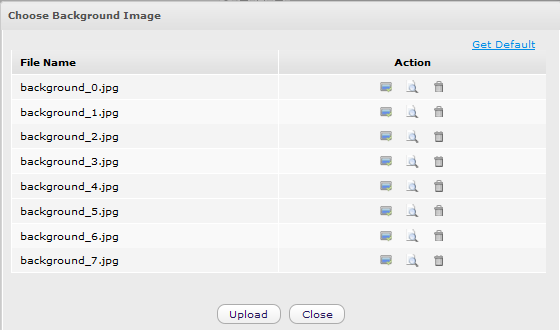 Choose Background Image
Get Default
File Name Action
background_0.jpg
background_1.jpg
background_2.jpg
background_3.jpg
background_4.jpg
background_5.jpg
background_6.jpg
background_7.jpg
Upload Close